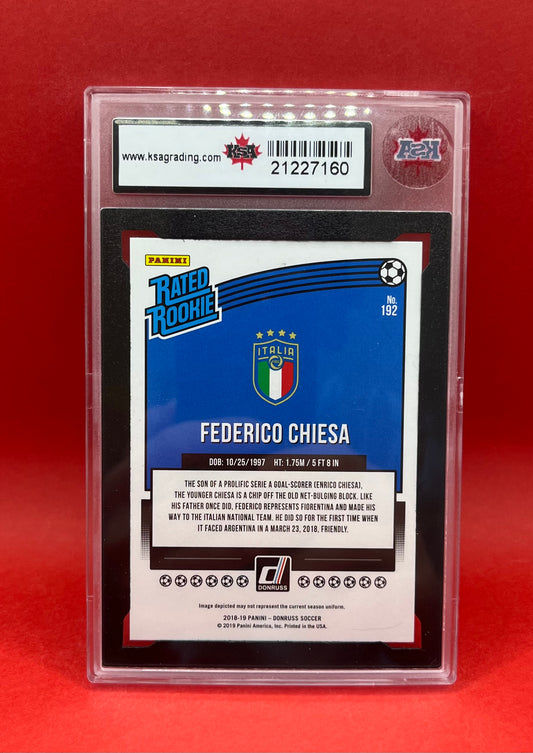 www.ksagrading.com
KSA
21227160
KSA
PANINI
RATED
ROOKIE
No.
192
ITALIA
FEDERICO CHIESA
DOB: 10/25/1997 HT: 1.75M / 5 FT 8 IN
THE SON OF A PROLIFIC SERIE A GOAL-SCORER (ENRICO CHIESA),
THE YOUNGER CHIESA IS A CHIP OFF THE OLD NET-BULGING BLOCK. LIKE
HIS FATHER ONCE DID, FEDERICO REPRESENTS FIORENTINA AND MADE HIS
WAY TO THE ITALIAN NATIONAL TEAM. HE DID SO FOR THE FIRST TIME WHEN
IT FACED ARGENTINA IN A MARCH 23, 2018, FRIENDLY.
DONRUSS
Image depicted may not represent the current season uniform.
2018-19 PANINI – DONRUSS SOCCER
© 2019 Panini America, Inc. Printed in the USA.